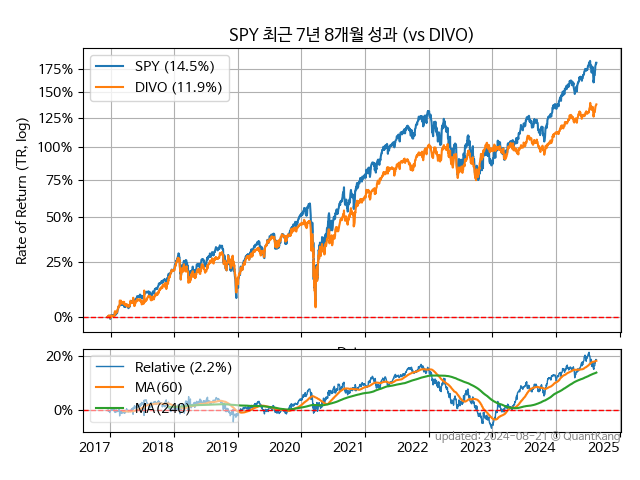 SPY 최근 7년 8개월 성과 (vs DIVO)
Rate of Return (TR, log)
175%
150%
125%
100%
75%
50%
25%
0%
SPY (14.5%)
DIVO (11.9%)
20%
0%
Relative (2.2%)
MA(60)
MA(240)
2017 2018 2019 2020 2021 2022 2023 2024 2025
updated: 2024-08-21 © QuantKang